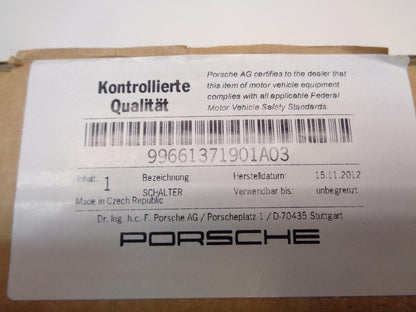 Kontrollierte
Qualität
Porsche AG certifies to the dealer that
this item of motor vehicle equipment
complies with all applicable Federal
Motor Vehicle Safety Standards.
99661371901A03
Inhalt: 1 Bezeichnung: Herstelldatum: 15.11.2012
SCHALTER Verwendbar bis: unbegrenzt
Made in Czech Republic
Dr. Ing. h.c. F. Porsche AG / Porscheplatz 1 / D-70435 Stuttgart
PORSCHE